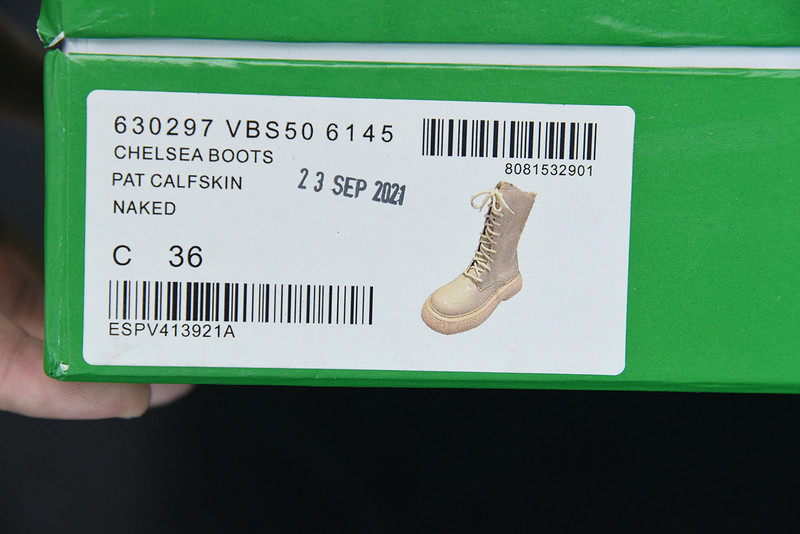 630297 VBS50 6145
CHELSEA BOOTS
PAT CALFSKIN
NAKED
23 SEP 2021
8081532901
C 36
ESPV413921A